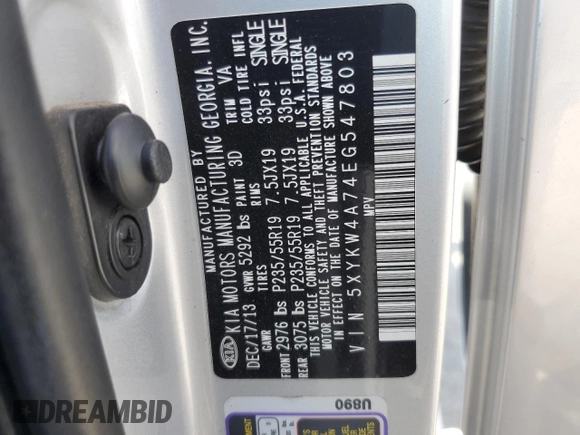 MANUFACTURED BY
KIA KIA MOTORS MANUFACTURING GEORGIA. INC.
DEC/17/13 GVWR 5292 lbs PAINT 3D TRIM VA
GAWR TIRES RIMS COLD TIRE INFL
FRONT 2976 lbs P235/55R19 7.5JX19 33psi SINGLE
REAR 3075 lbs P235/55R19 7.5JX19 33psi SINGLE
THIS VEHICLE CONFORMS TO ALL APPLICABLE U.S.A. FEDERAL
MOTOR VEHICLE SAFETY AND THEFT PREVENTION STANDARDS
IN EFFECT ON THE DATE OF MANUFACTURE SHOWN ABOVE
VIN 5XYKW4A74EG547803
MPV
U890
DREAMBID